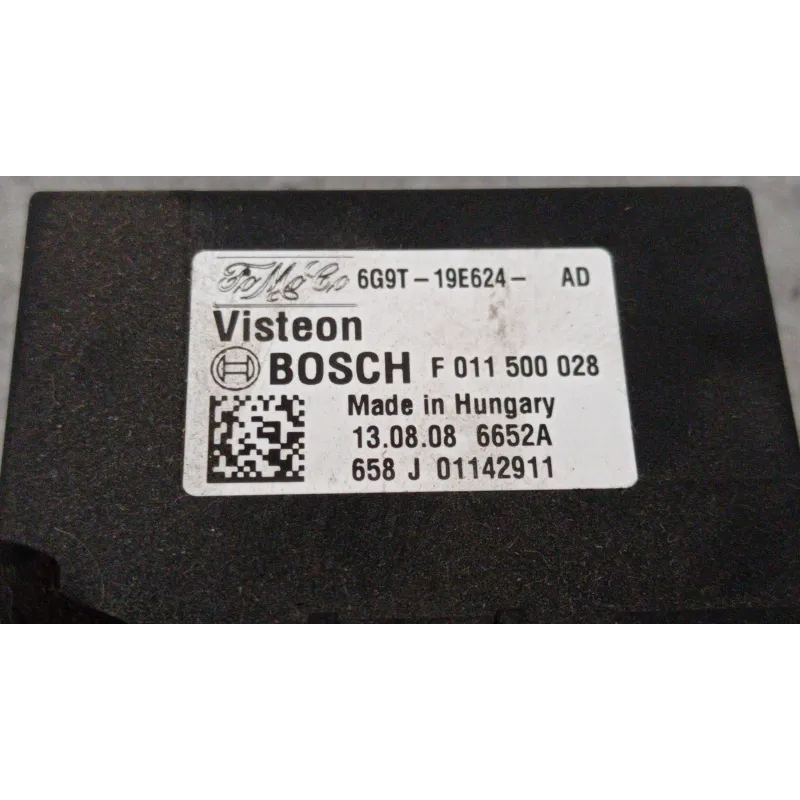 FoMoCo 6G9T-19E624- AD
Visteon
BOSCH F 011 500 028
Made in Hungary
13.08.08 6652A
658 J 01142911